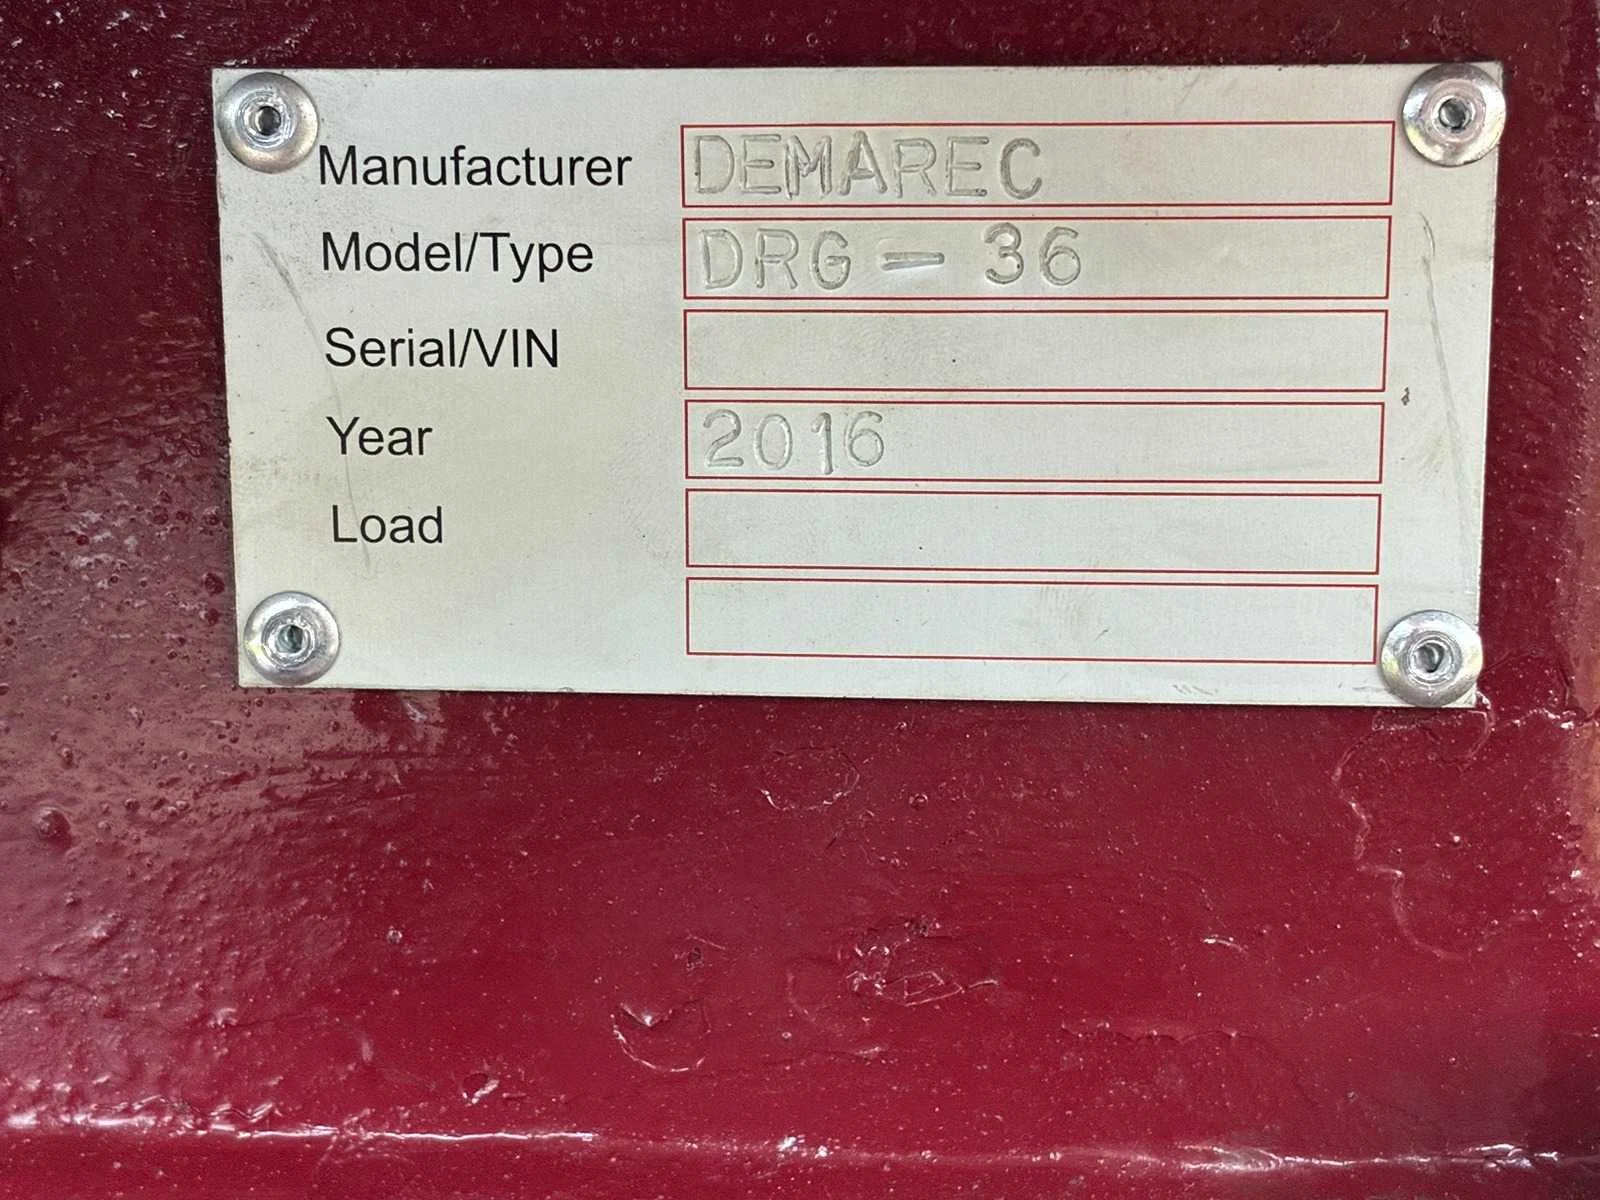 Manufacturer DEMAREC
Model/Type DRG - 36
Serial/VIN
Year 2016
Load